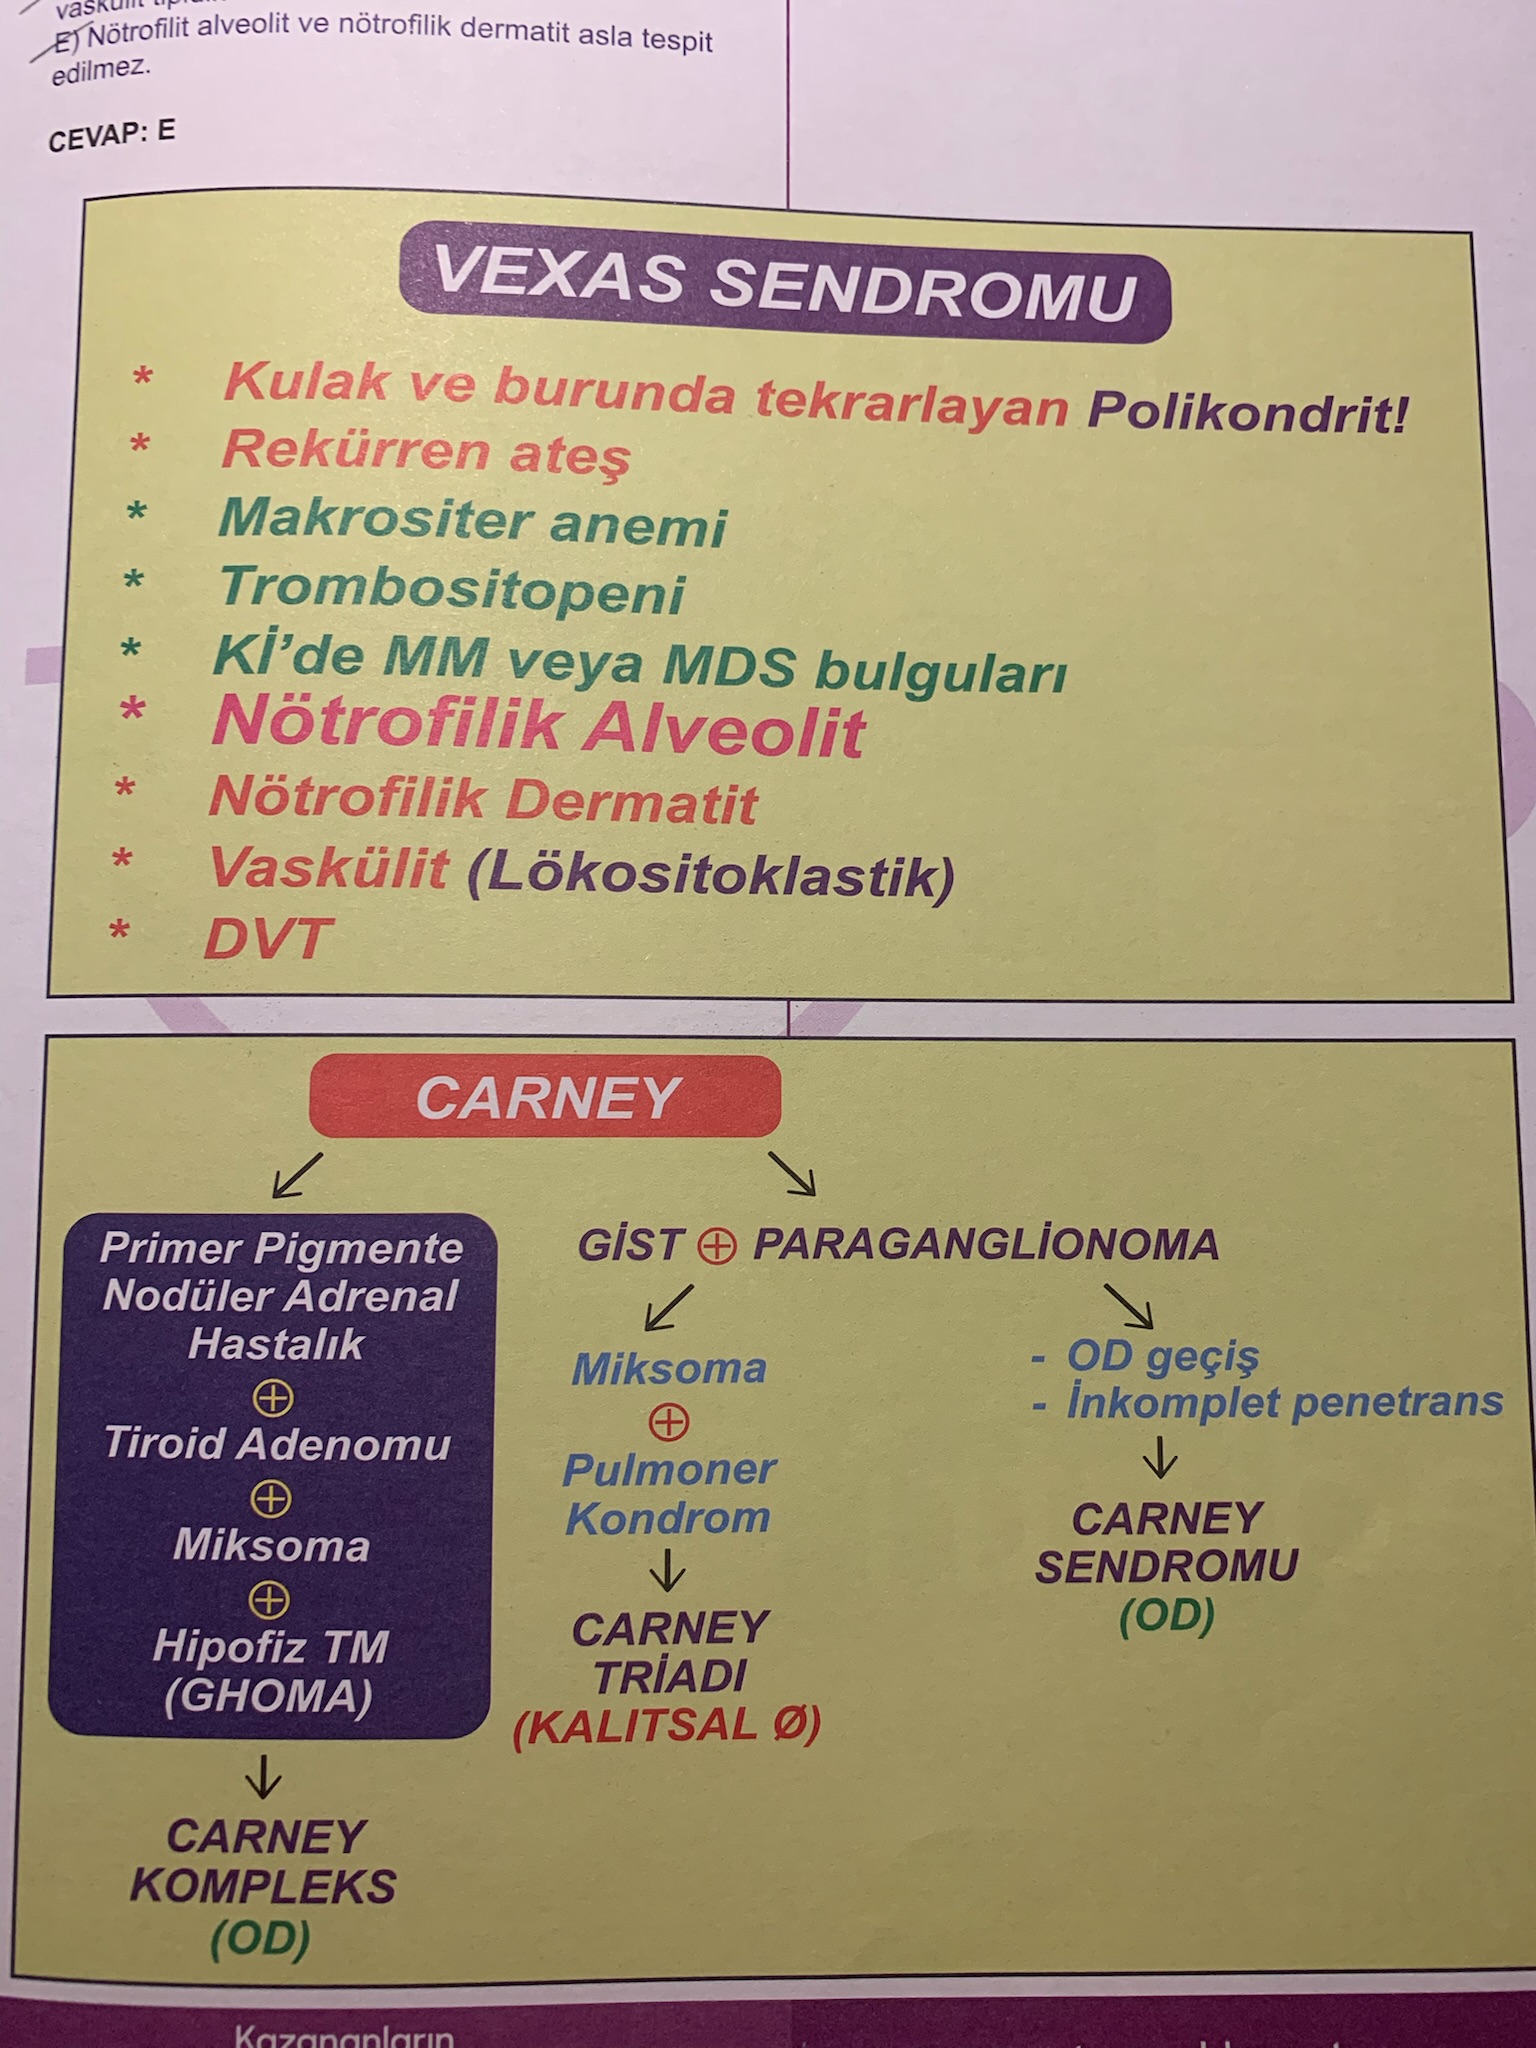 E) Nötrofilit alveolit ve nötrofilik dermatit asla tespit
edilmez.
CEVAP: E
VEXAS SENDROMU
* Kulak ve burunda tekrarlayan Polikondrit!
* Rekürren ateş
* Makrositer anemi
* Trombositopeni
* Kİ'de MM veya MDS bulguları
* Nötrofilik Alveolit
* Nötrofilik Dermatit
* Vaskülit (Lökositoklastik)
* DVT
CARNEY
Primer Pigmente
Nodüler Adrenal
Hastalık
⊕
Tiroid Adenomu
⊕
Miksoma
⊕
Hipofiz TM
(GHOMA)
CARNEY
KOMPLEKS
(OD)
GİST ⊕ PARAGANGLİONOMA
Miksoma
⊕
Pulmoner
Kondrom
CARNEY
TRİADI
(KALITSAL Ø)
- OD geçiş
- İnkomplet penetrans
CARNEY
SENDROMU
(OD)
Kazananların